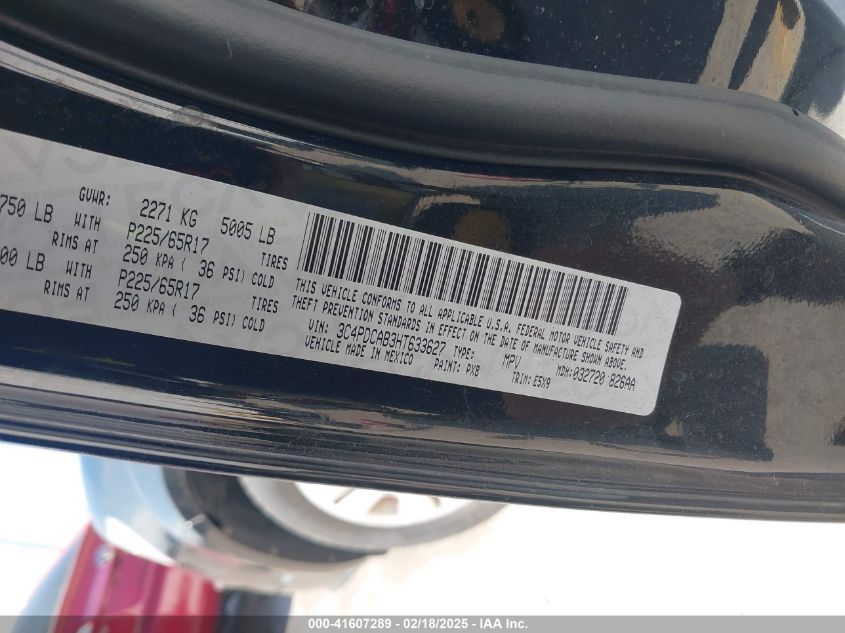 750 LB GVWR: 2271 KG 5005 LB
WITH P225/65R17 TIRES
RIMS AT 250 KPA ( 36 PSI) COLD
00 LB WITH P225/65R17 TIRES
RIMS AT 250 KPA ( 36 PSI) COLD
THIS VEHICLE CONFORMS TO ALL APPLICABLE U.S.A. FEDERAL MOTOR VEHICLE SAFETY AND
THEFT PREVENTION STANDARDS IN EFFECT ON THE DATE OF MANUFACTURE SHOWN ABOVE.
VIN: 3C4PDCAB3HT633627 TYPE: MPV MDH: 032720 826AA
VEHICLE MADE IN MEXICO PAINT: PX8 TRIM: E5X9
000-41607289 - 02/18/2025 - IAA Inc.